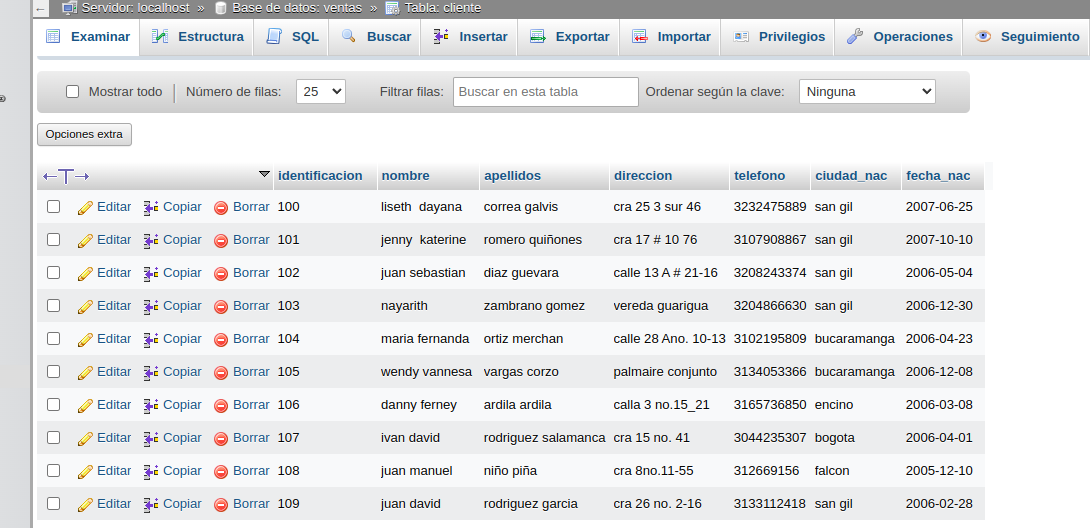 Servidor: localhost » Base de datos: ventas » Tabla: cliente
Examinar Estructura SQL Buscar Insertar Exportar Importar Privilegios Operaciones Seguimiento
Mostrar todo Número de filas: 25 Filtrar filas: Buscar en esta tabla Ordenar según la clave: Ninguna
Opciones extra
identificacion nombre apellidos direccion telefono ciudad_nac fecha_nac
Editar Copiar Borrar 100 liseth dayana correa galvis cra 25 3 sur 46 3232475889 san gil 2007-06-25
Editar Copiar Borrar 101 jenny katerine romero quiñones cra 17 # 10 76 3107908867 san gil 2007-10-10
Editar Copiar Borrar 102 juan sebastian diaz guevara calle 13 A # 21-16 3208243374 san gil 2006-05-04
Editar Copiar Borrar 103 nayarith zambrano gomez vereda guarigua 3204866630 san gil 2006-12-30
Editar Copiar Borrar 104 maria fernanda ortiz merchan calle 28 Ano. 10-13 3102195809 bucaramanga 2006-04-23
Editar Copiar Borrar 105 wendy vannesa vargas corzo palmaire conjunto 3134053366 bucaramanga 2006-12-08
Editar Copiar Borrar 106 danny ferney ardila ardila calla 3 no.15_21 3165736850 encino 2006-03-08
Editar Copiar Borrar 107 ivan david rodriguez salamanca cra 15 no. 41 3044235307 bogota 2006-04-01
Editar Copiar Borrar 108 juan manuel niño piña cra 8no.11-55 312669156 falcon 2005-12-10
Editar Copiar Borrar 109 juan david rodriguez garcia cra 26 no. 2-16 3133112418 san gil 2006-02-28